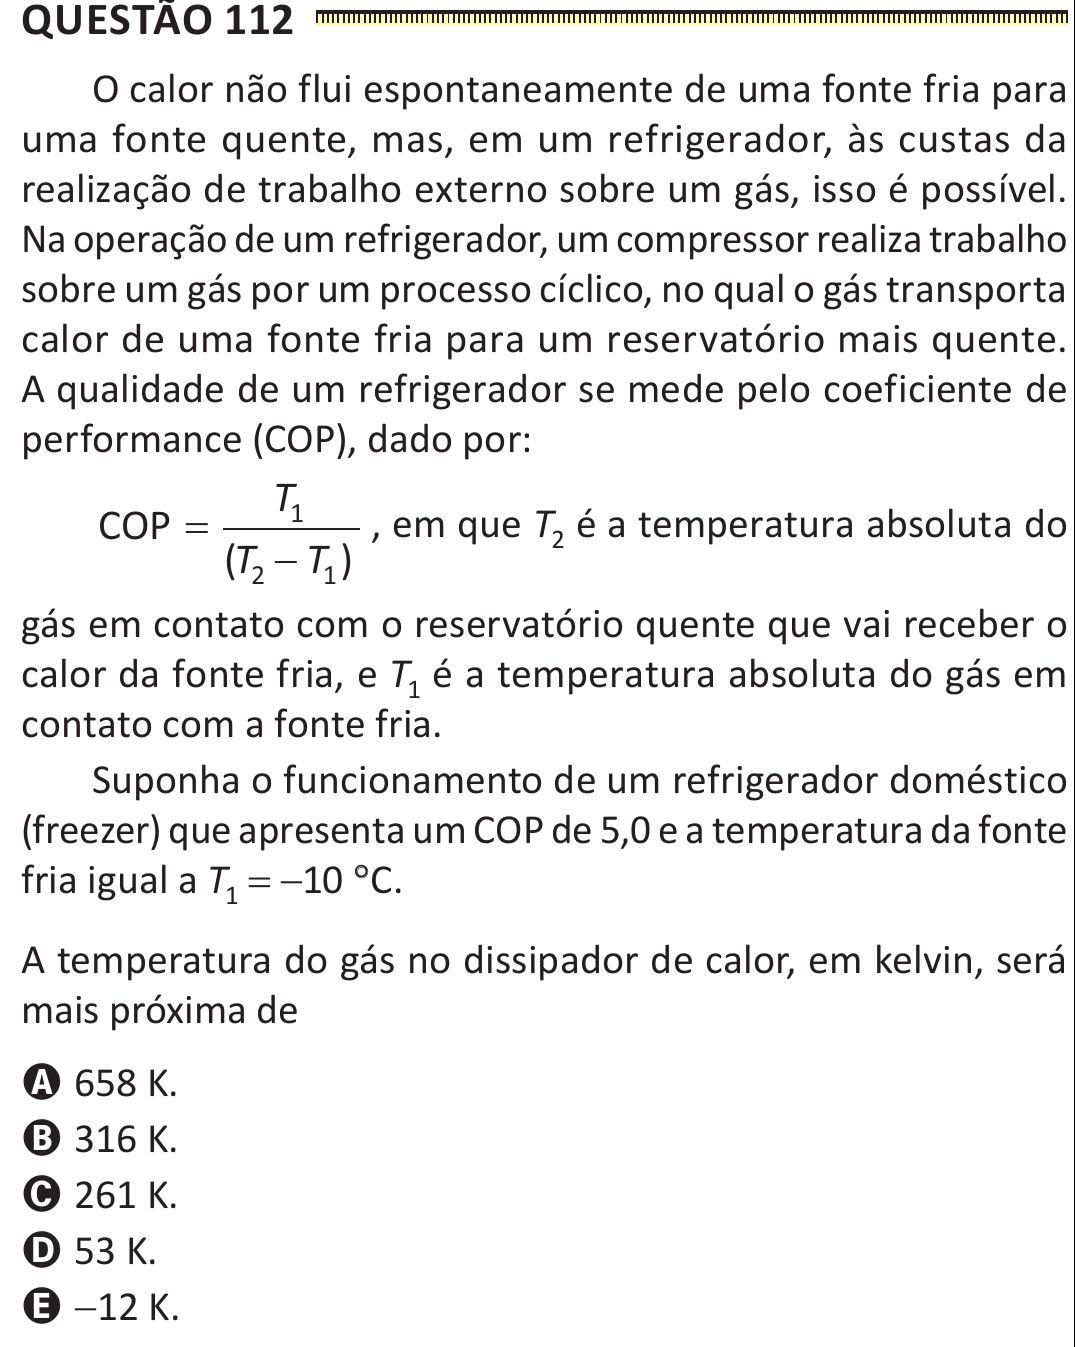 QUESTÃO 112
O calor não flui espontaneamente de uma fonte fria para
uma fonte quente, mas, em um refrigerador, às custas da
realização de trabalho externo sobre um gás, isso é possível.
Na operação de um refrigerador, um compressor realiza trabalho
sobre um gás por um processo cíclico, no qual o gás transporta
calor de uma fonte fria para um reservatório mais quente.
A qualidade de um refrigerador se mede pelo coeficiente de
performance (COP), dado por:
COP = T₁ / (T₂ – T₁), em que T₂ é a temperatura absoluta do
gás em contato com o reservatório quente que vai receber o
calor da fonte fria, e T₁ é a temperatura absoluta do gás em
contato com a fonte fria.
Suponha o funcionamento de um refrigerador doméstico
(freezer) que apresenta um COP de 5,0 e a temperatura da fonte
fria igual a T₁ = –10 °C.
A temperatura do gás no dissipador de calor, em kelvin, será
mais próxima de
A 658 K.
B 316 K.
C 261 K.
D 53 K.
E –12 K.